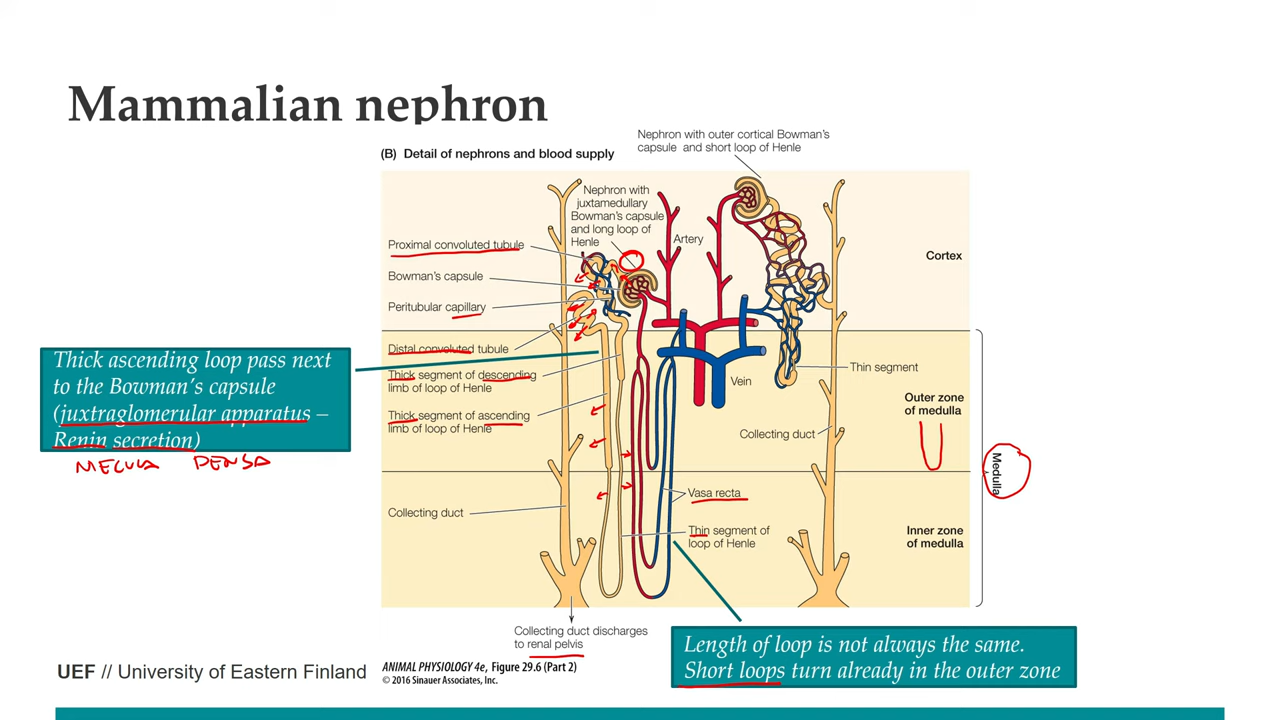 Mammalian nephron
Nephron with outer cortical Bowman's
capsule and short loop of Henle
(B) Detail of nephrons and blood supply
Nephron with
juxtamedullary
Bowman's capsule
and long loop of
Henle
Proximal convoluted tubule
Artery
Cortex
Bowman's capsule
Peritubular capillary
Distal convoluted tubule
Thick ascending loop pass next
to the Bowman's capsule
(juxtraglomerular apparatus –
Renin secretion)
MECULA DENSA
Thick segment of descending
limb of loop of Henle
Thick segment of ascending
limb of loop of Henle
Vein
Thin segment
Outer zone
of medulla
Collecting duct
Medulla
Vasa recta
Collecting duct
Thin segment of
loop of Henle
Inner zone
of medulla
Collecting duct discharges
to renal pelvis
Length of loop is not always the same.
Short loops turn already in the outer zone
UEF // University of Eastern Finland
ANIMAL PHYSIOLOGY 4e, Figure 29.6 (Part 2)
© 2016 Sinauer Associates, Inc.